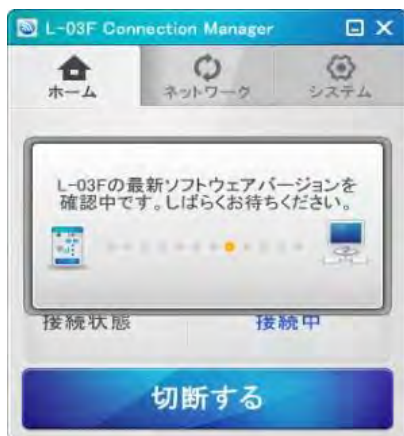 L-03F Connection Manager
ホーム
ネットワーク
システム
L-03Fの最新ソフトウェアバージョンを
確認中です。しばらくお待ちください。
接続状態 接続中
切断する